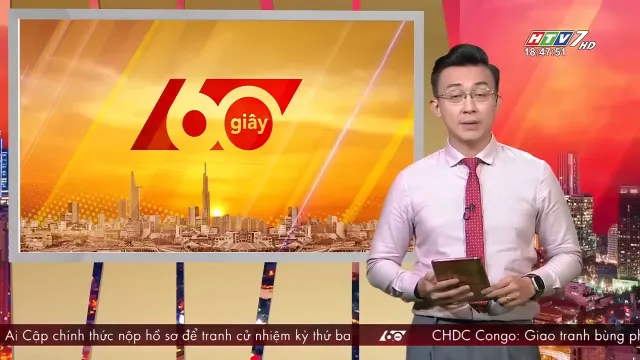 HTV7 HD
18:47:51
60 giây
Ai Cập chính thức nộp hồ sơ để tranh cử nhiệm kỳ thứ ba
60
CHDC Congo: Giao tranh bùng ph